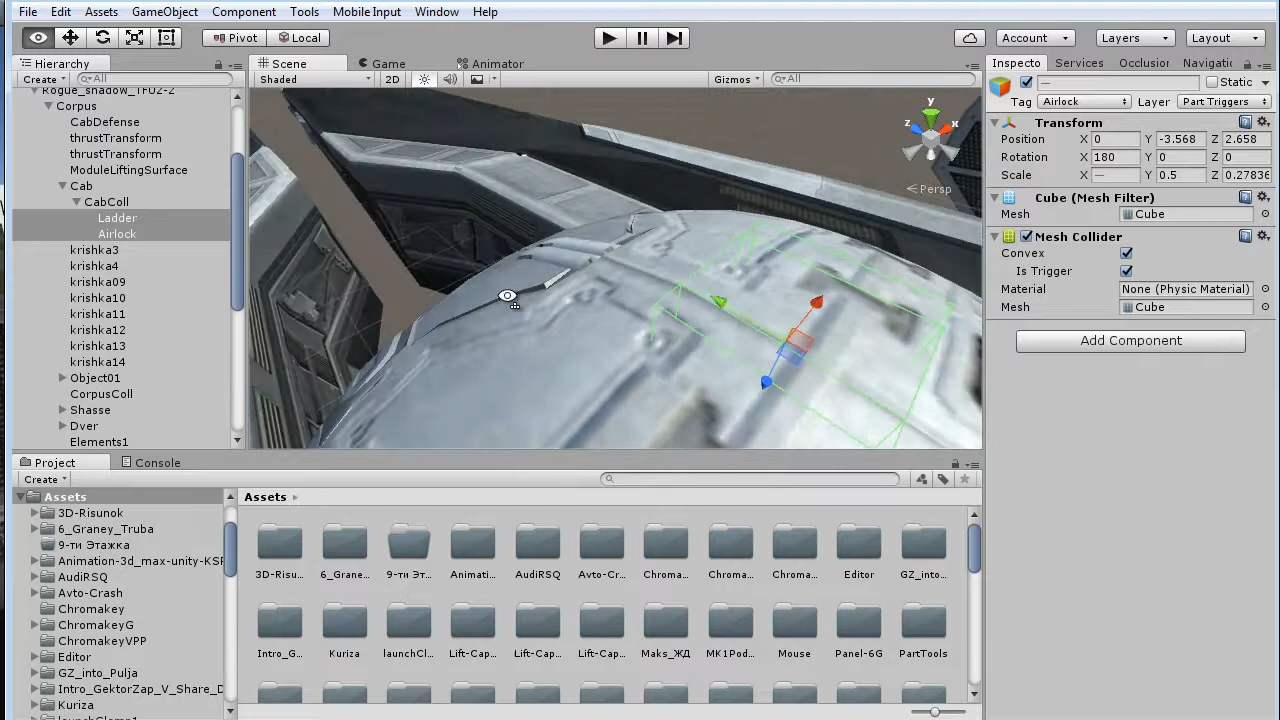 File Edit Assets GameObject Component Tools Mobile Input Window Help
Pivot Local Account Layers Layout
Hierarchy Scene Game Animator Inspecto Services Occlusior Navigatic
Create All Shaded 2D Gizmos All Static
Tag Airlock Layer Part Triggers
Rogue_Shadow_TFU2-2
Corpus
CabDefense
thrustTransform
thrustTransform
ModuleLiftingSurface
Cab
CabColl
Ladder
Airlock
krishka3
krishka4
krishka09
krishka10
krishka11
krishka12
krishka13
krishka14
Object01
CorpusColl
Shasse
Dver
Elements1
y
z x
Persp
Transform
Position X 0 Y -3.568 Z 2.658
Rotation X 180 Y 0 Z 0
Scale X — Y 0.5 Z 0.27836
Cube (Mesh Filter)
Mesh Cube
Mesh Collider
Convex
Is Trigger
Material None (Physic Material)
Mesh Cube
Add Component
Project Console
Create
Assets
3D-Risunok
6_Graney_Truba
9-ти Этажка
Animation-3d_max-unity-KSF
AudiRSQ
Avto-Crash
Chromakey
ChromakeyG
ChromakeyVPP
Editor
GZ_into_Pulja
Intro_GektorZap_V_Share_D
Kuriza
launchClamp1
Assets
3D-Risu... 6_Grane... 9-ти Эт... Animati... AudiRSQ Avto-Cr... Chroma... Chroma... Chroma... Editor GZ_into...
Intro_G... Kuriza launchCl... Lift-Cap... Lift-Cap... Lift-Cap... Maks_ЖД MK1Pod... Mouse Panel-6G PartTools